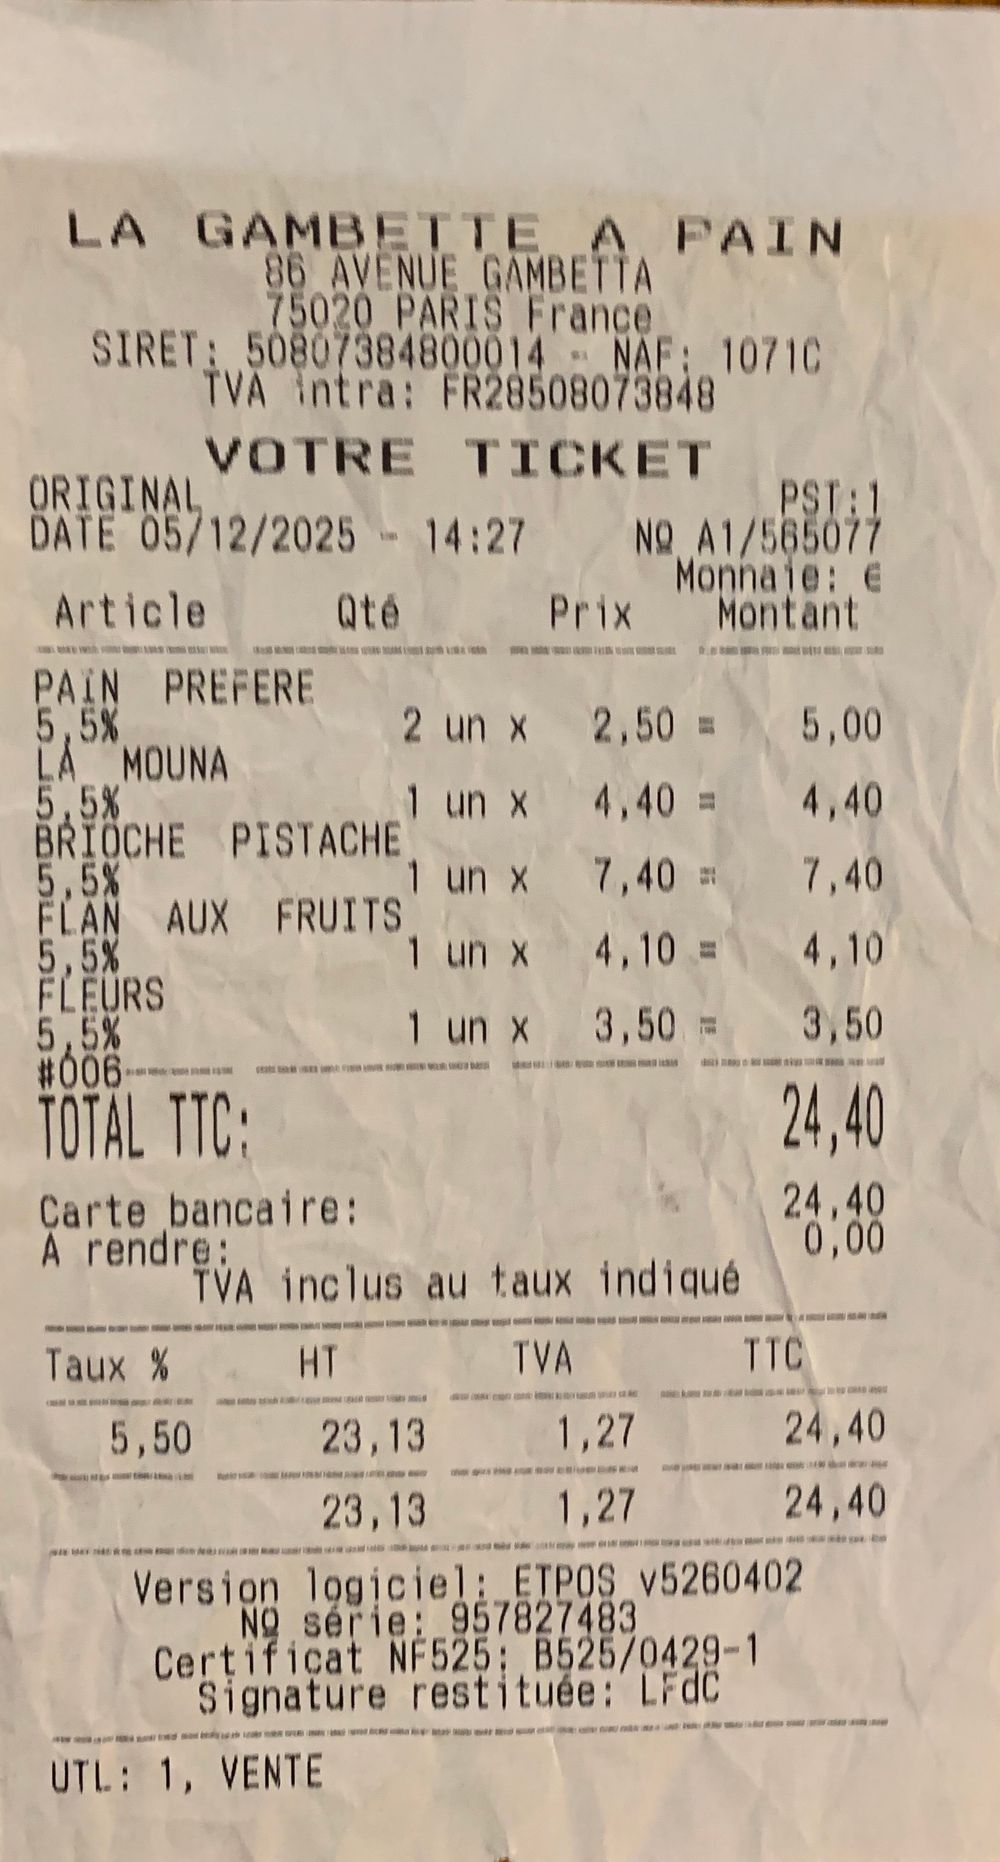 LA GAMBETTE A PAIN
86 AVENUE GAMBETTA
75020 PARIS France
SIRET: 50807384800014 - NAF: 1071C
TVA intra: FR28508073848
VOTRE TICKET
ORIGINAL PST:1
DATE 05/12/2025 - 14:27 Nº A1/565077
Monnaie: €
Article Qté Prix Montant
PAIN PREFERE
5,5% 2 un x 2,50 = 5,00
LA MOUNA
5,5% 1 un x 4,40 = 4,40
BRIOCHE PISTACHE
5,5% 1 un x 7,40 = 7,40
FLAN AUX FRUITS
5,5% 1 un x 4,10 = 4,10
FLEURS
5,5% 1 un x 3,50 = 3,50
#006
TOTAL TTC: 24,40
Carte bancaire: 24,40
A rendre: 0,00
TVA inclus au taux indiqué
Taux % HT TVA TTC
5,50 23,13 1,27 24,40
23,13 1,27 24,40
Version logiciel: ETPOS v5260402
Nº série: 957827483
Certificat NF525: B525/0429-1
Signature restituée: LFdC
UTL: 1, VENTE